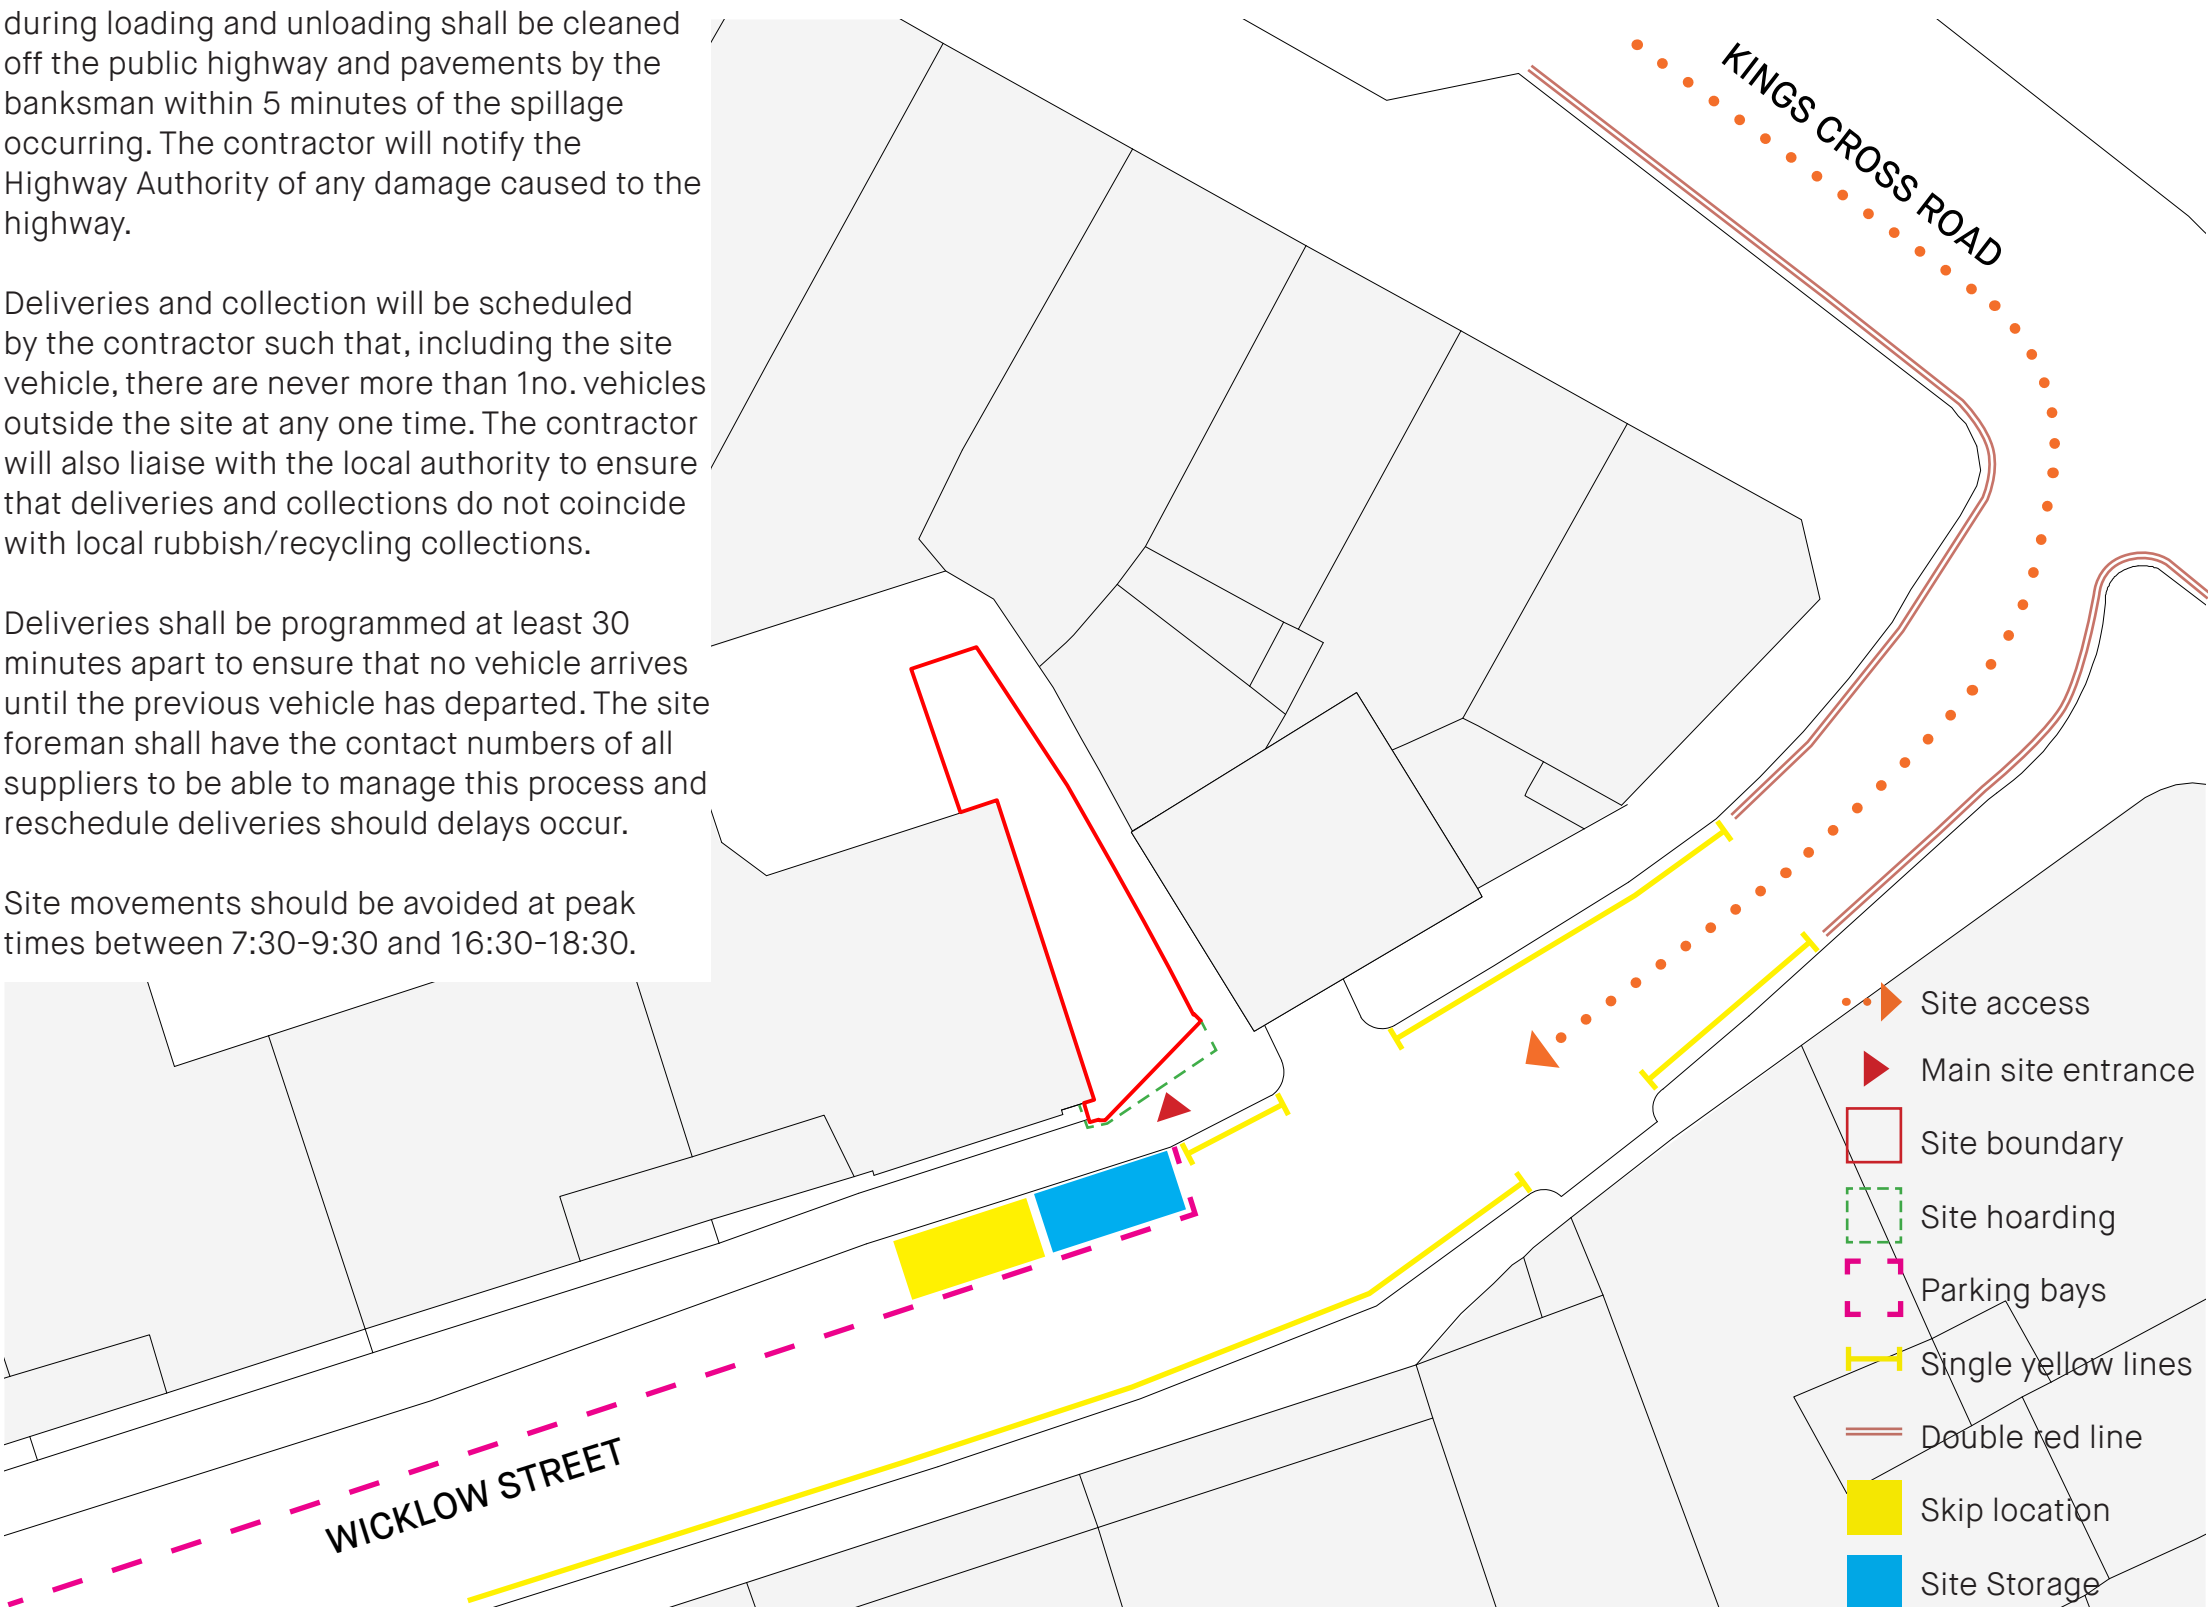 during loading and unloading shall be cleaned
off the public highway and pavements by the
banksman within 5 minutes of the spillage
occurring. The contractor will notify the
Highway Authority of any damage caused to the
highway.
Deliveries and collection will be scheduled
by the contractor such that, including the site
vehicle, there are never more than 1no. vehicles
outside the site at any one time. The contractor
will also liaise with the local authority to ensure
that deliveries and collections do not coincide
with local rubbish/recycling collections.
Deliveries shall be programmed at least 30
minutes apart to ensure that no vehicle arrives
until the previous vehicle has departed. The site
foreman shall have the contact numbers of all
suppliers to be able to manage this process and
reschedule deliveries should delays occur.
Site movements should be avoided at peak
times between 7:30-9:30 and 16:30-18:30.
KINGS CROSS ROAD
WICKLOW STREET
Site access
Main site entrance
Site boundary
Site hoarding
Parking bays
Single yellow lines
Double red line
Skip location
Site Storage